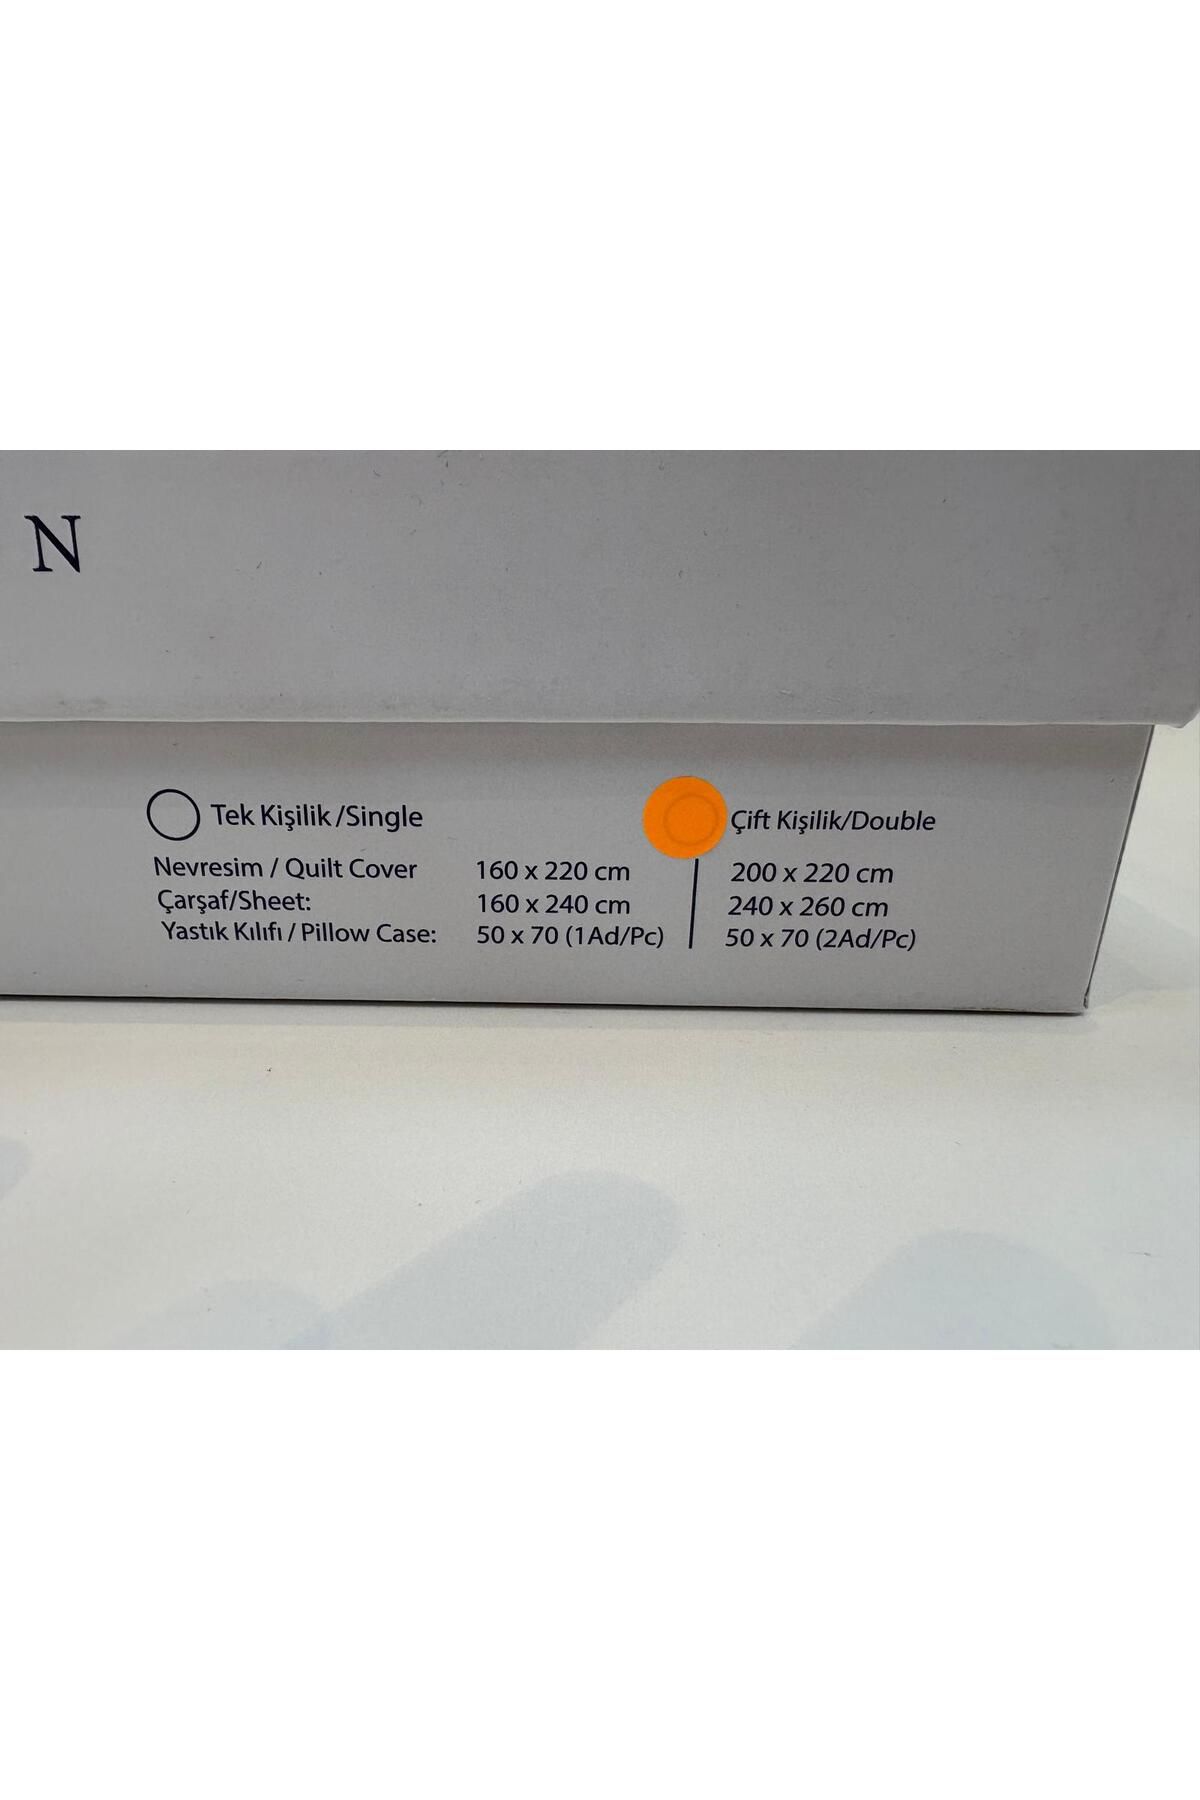 N
Tek Kişilik /Single Çift Kişilik/Double
Nevresim / Quilt Cover 160 x 220 cm 200 x 220 cm
Çarşaf/Sheet: 160 x 240 cm 240 x 260 cm
Yastık Kılıfı / Pillow Case: 50 x 70 (1Ad/Pc) 50 x 70 (2Ad/Pc)